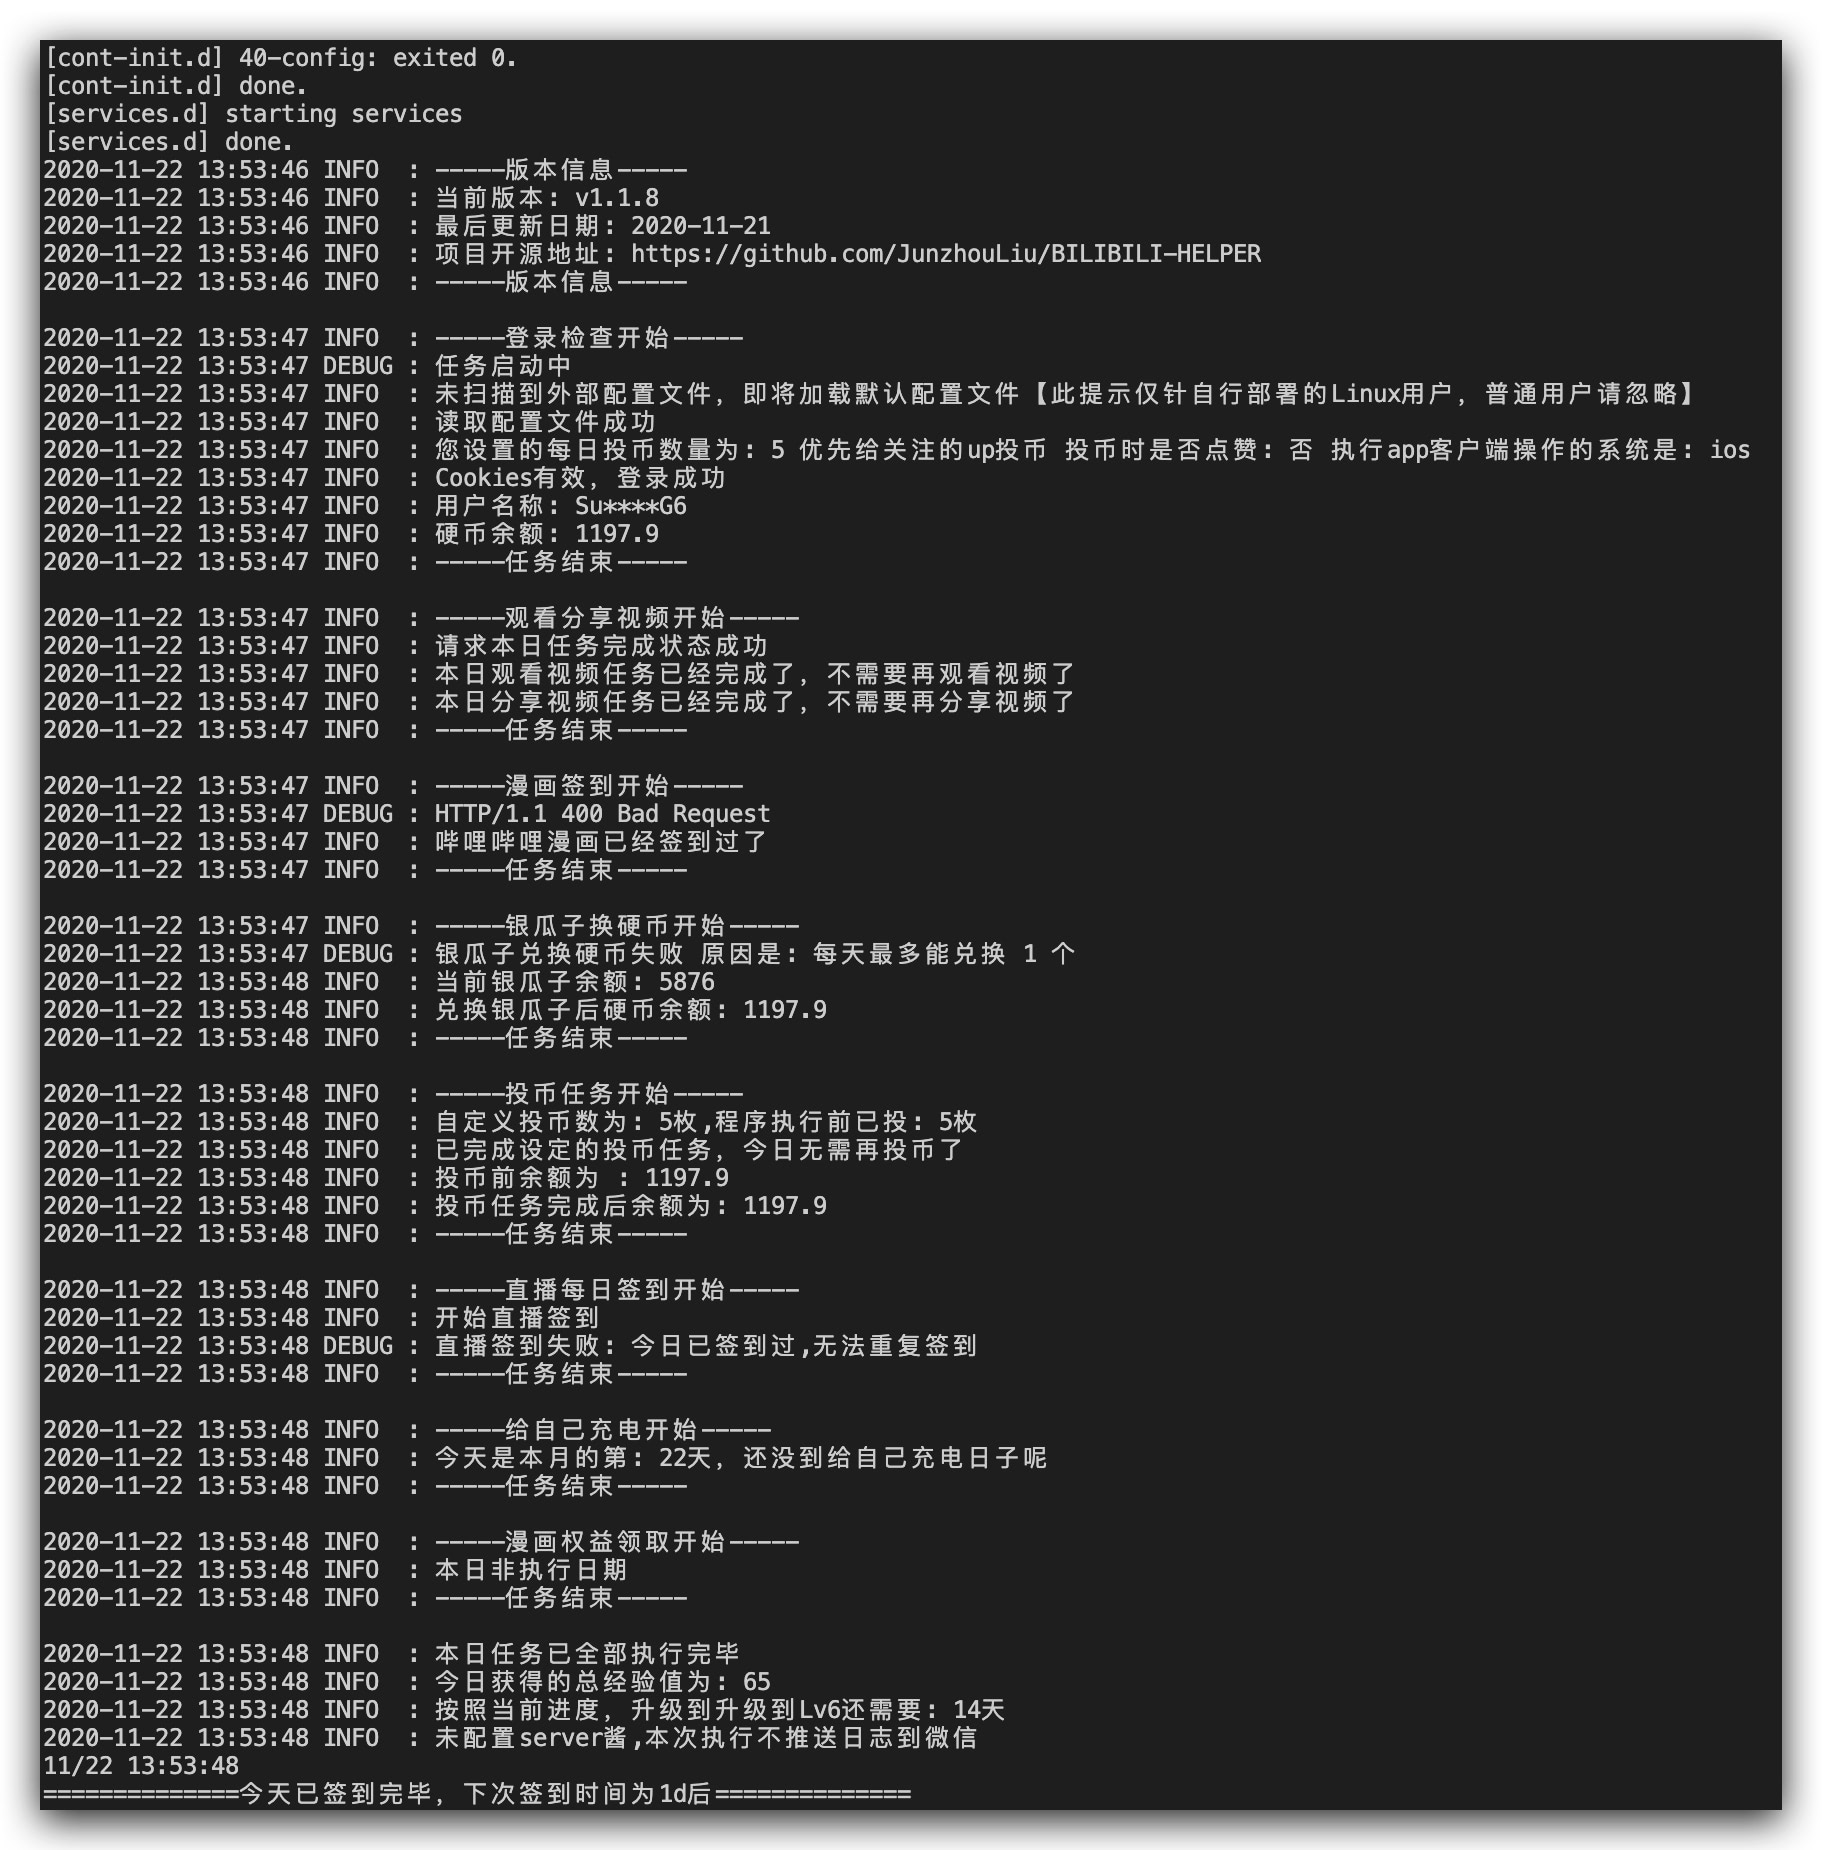 [cont-init.d] 40-config: exited 0.
[cont-init.d] done.
[services.d] starting services
[services.d] done.
2020-11-22 13:53:46 INFO  : -----版本信息-----
2020-11-22 13:53:46 INFO  : 当前版本: v1.1.8
2020-11-22 13:53:46 INFO  : 最后更新日期: 2020-11-21
2020-11-22 13:53:46 INFO  : 项目开源地址: https://github.com/JunzhouLiu/BILIBILI-HELPER
2020-11-22 13:53:46 INFO  : -----版本信息-----
2020-11-22 13:53:47 INFO  : -----登录检查开始-----
2020-11-22 13:53:47 DEBUG : 任务启动中
2020-11-22 13:53:47 INFO  : 未扫描到外部配置文件，即将加载默认配置文件【此提示仅针自行部署的Linux用户，普通用户请忽略】
2020-11-22 13:53:47 INFO  : 读取配置文件成功
2020-11-22 13:53:47 INFO  : 您设置的每日投币数量为: 5 优先给关注的up投币 投币时是否点赞: 否 执行app客户端操作的系统是: ios
2020-11-22 13:53:47 INFO  : Cookies有效，登录成功
2020-11-22 13:53:47 INFO  : 用户名称: Su****G6
2020-11-22 13:53:47 INFO  : 硬币余额: 1197.9
2020-11-22 13:53:47 INFO  : -----任务结束-----
2020-11-22 13:53:47 INFO  : -----观看分享视频开始-----
2020-11-22 13:53:47 INFO  : 请求本日任务完成状态成功
2020-11-22 13:53:47 INFO  : 本日观看视频任务已经完成了，不需要再观看视频了
2020-11-22 13:53:47 INFO  : 本日分享视频任务已经完成了，不需要再分享视频了
2020-11-22 13:53:47 INFO  : -----任务结束-----
2020-11-22 13:53:47 INFO  : -----漫画签到开始-----
2020-11-22 13:53:47 DEBUG : HTTP/1.1 400 Bad Request
2020-11-22 13:53:47 INFO  : 哔哩哔哩漫画已经签到过了
2020-11-22 13:53:47 INFO  : -----任务结束-----
2020-11-22 13:53:47 INFO  : -----银瓜子换硬币开始-----
2020-11-22 13:53:47 DEBUG : 银瓜子兑换硬币失败 原因是: 每天最多能兑换 1 个
2020-11-22 13:53:48 INFO  : 当前银瓜子余额: 5876
2020-11-22 13:53:48 INFO  : 兑换银瓜子后硬币余额: 1197.9
2020-11-22 13:53:48 INFO  : -----任务结束-----
2020-11-22 13:53:48 INFO  : -----投币任务开始-----
2020-11-22 13:53:48 INFO  : 自定义投币数为: 5枚,程序执行前已投: 5枚
2020-11-22 13:53:48 INFO  : 已完成设定的投币任务，今日无需再投币了
2020-11-22 13:53:48 INFO  : 投币前余额为 : 1197.9
2020-11-22 13:53:48 INFO  : 投币任务完成后余额为: 1197.9
2020-11-22 13:53:48 INFO  : -----任务结束-----
2020-11-22 13:53:48 INFO  : -----直播每日签到开始-----
2020-11-22 13:53:48 INFO  : 开始直播签到
2020-11-22 13:53:48 DEBUG : 直播签到失败: 今日已签到过,无法重复签到
2020-11-22 13:53:48 INFO  : -----任务结束-----
2020-11-22 13:53:48 INFO  : -----给自己充电开始-----
2020-11-22 13:53:48 INFO  : 今天是本月的第: 22天，还没到给自己充电日子呢
2020-11-22 13:53:48 INFO  : -----任务结束-----
2020-11-22 13:53:48 INFO  : -----漫画权益领取开始-----
2020-11-22 13:53:48 INFO  : 本日非执行日期
2020-11-22 13:53:48 INFO  : -----任务结束-----
2020-11-22 13:53:48 INFO  : 本日任务已全部执行完毕
2020-11-22 13:53:48 INFO  : 今日获得的总经验值为: 65
2020-11-22 13:53:48 INFO  : 按照当前进度，升级到升级到Lv6还需要: 14天
2020-11-22 13:53:48 INFO  : 未配置server酱,本次执行不推送日志到微信
11/22 13:53:48
==============今天已签到完毕，下次签到时间为1d后==============